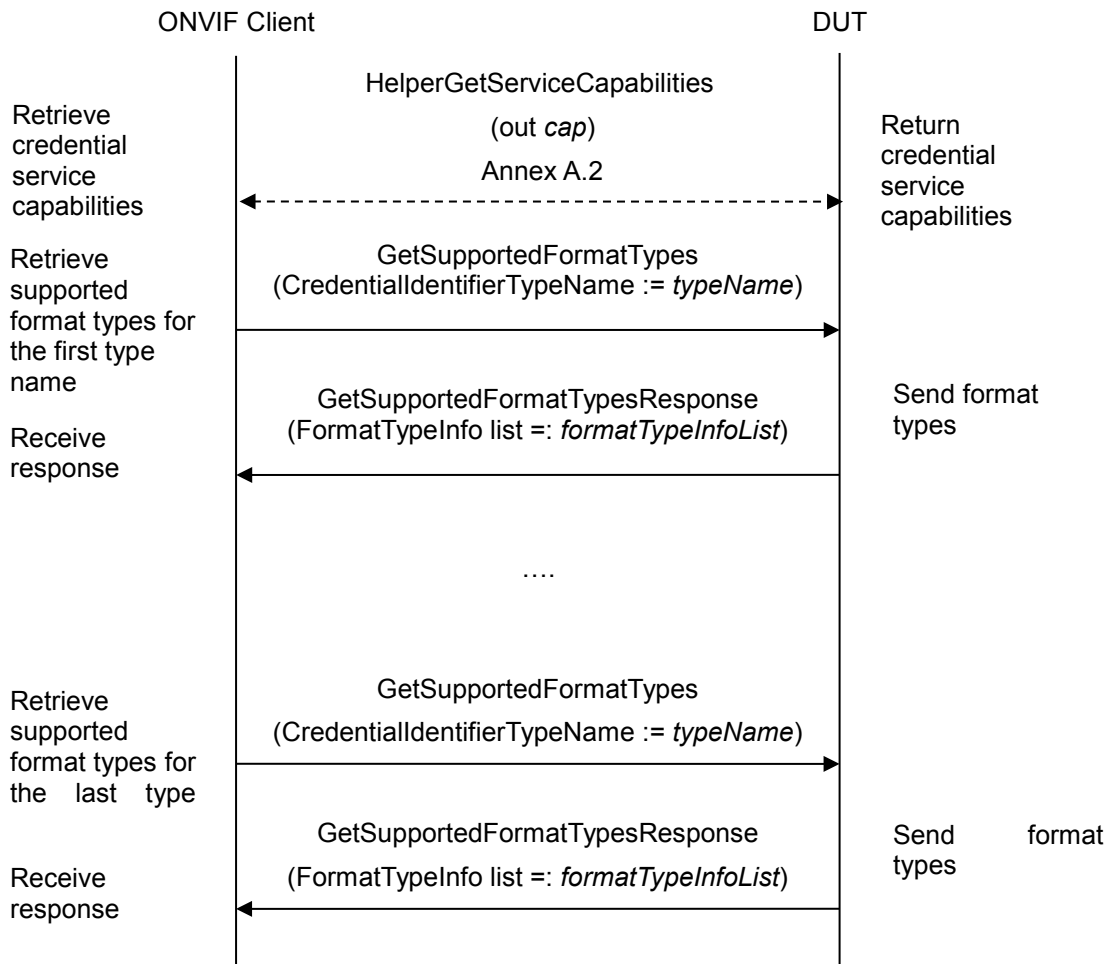 ONVIF Client
DUT
HelperGetServiceCapabilities
(out cap)
Annex A.2
Retrieve
credential
service
capabilities
Return
credential
service
capabilities
GetSupportedFormatTypes
(CredentialIdentifierTypeName := typeName)
Retrieve
supported
format types for
the first type
name
GetSupportedFormatTypesResponse
(FormatTypeInfo list =: formatTypeInfoList)
Send format
types
Receive
response
....
GetSupportedFormatTypes
(CredentialIdentifierTypeName := typeName)
Retrieve
supported
format types for
the last type
GetSupportedFormatTypesResponse
(FormatTypeInfo list =: formatTypeInfoList)
Send format
types
Receive
response